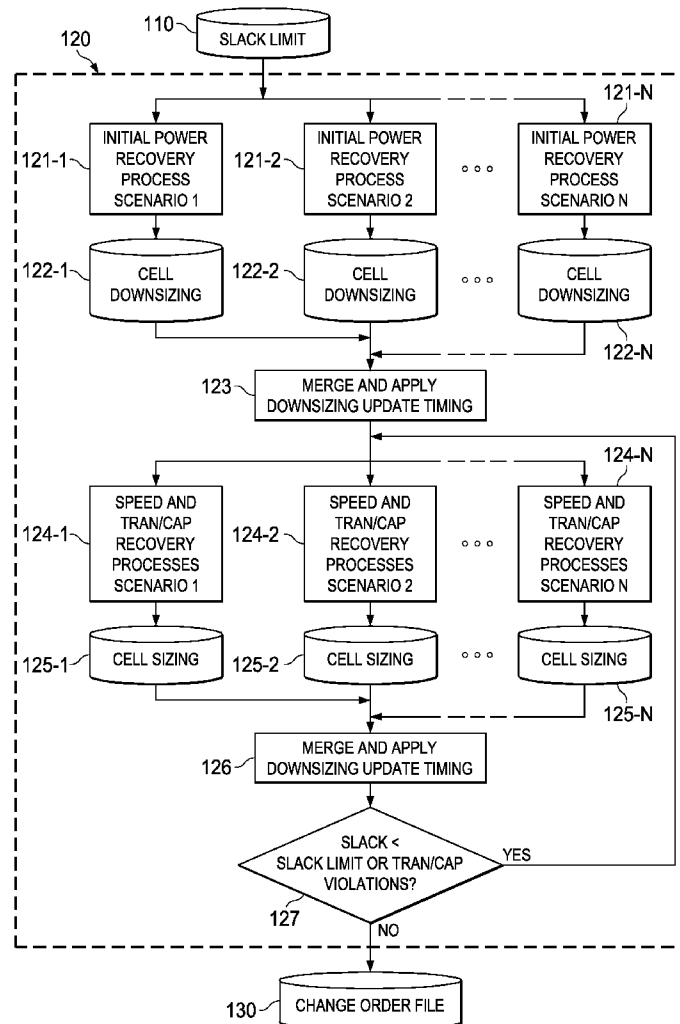 110
SLACK LIMIT
120
121-1
INITIAL POWER
RECOVERY
PROCESS
SCENARIO 1
121-2
INITIAL POWER
RECOVERY
PROCESS
SCENARIO 2
121-N
INITIAL POWER
RECOVERY
PROCESS
SCENARIO N
122-1
CELL
DOWNSIZING
122-2
CELL
DOWNSIZING
CELL
DOWNSIZING
122-N
123
MERGE AND APPLY
DOWNSIZING UPDATE TIMING
124-1
SPEED AND
TRAN/CAP
RECOVERY
PROCESSES
SCENARIO 1
124-2
SPEED AND
TRAN/CAP
RECOVERY
PROCESSES
SCENARIO 2
124-N
SPEED AND
TRAN/CAP
RECOVERY
PROCESSES
SCENARIO N
125-1
CELL SIZING
125-2
CELL SIZING
CELL SIZING
125-N
126
MERGE AND APPLY
DOWNSIZING UPDATE TIMING
SLACK <
SLACK LIMIT OR TRAN/CAP
VIOLATIONS?
YES
127
NO
130
CHANGE ORDER FILE